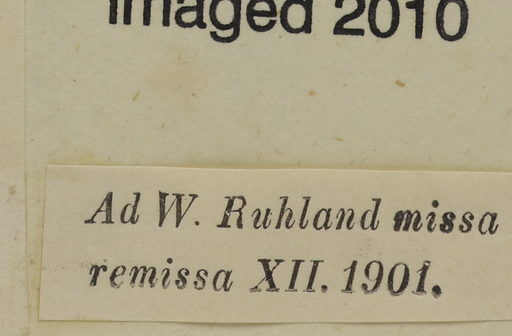 imaged 2010
Ad W. Ruhland missa
remissa XII. 1901.